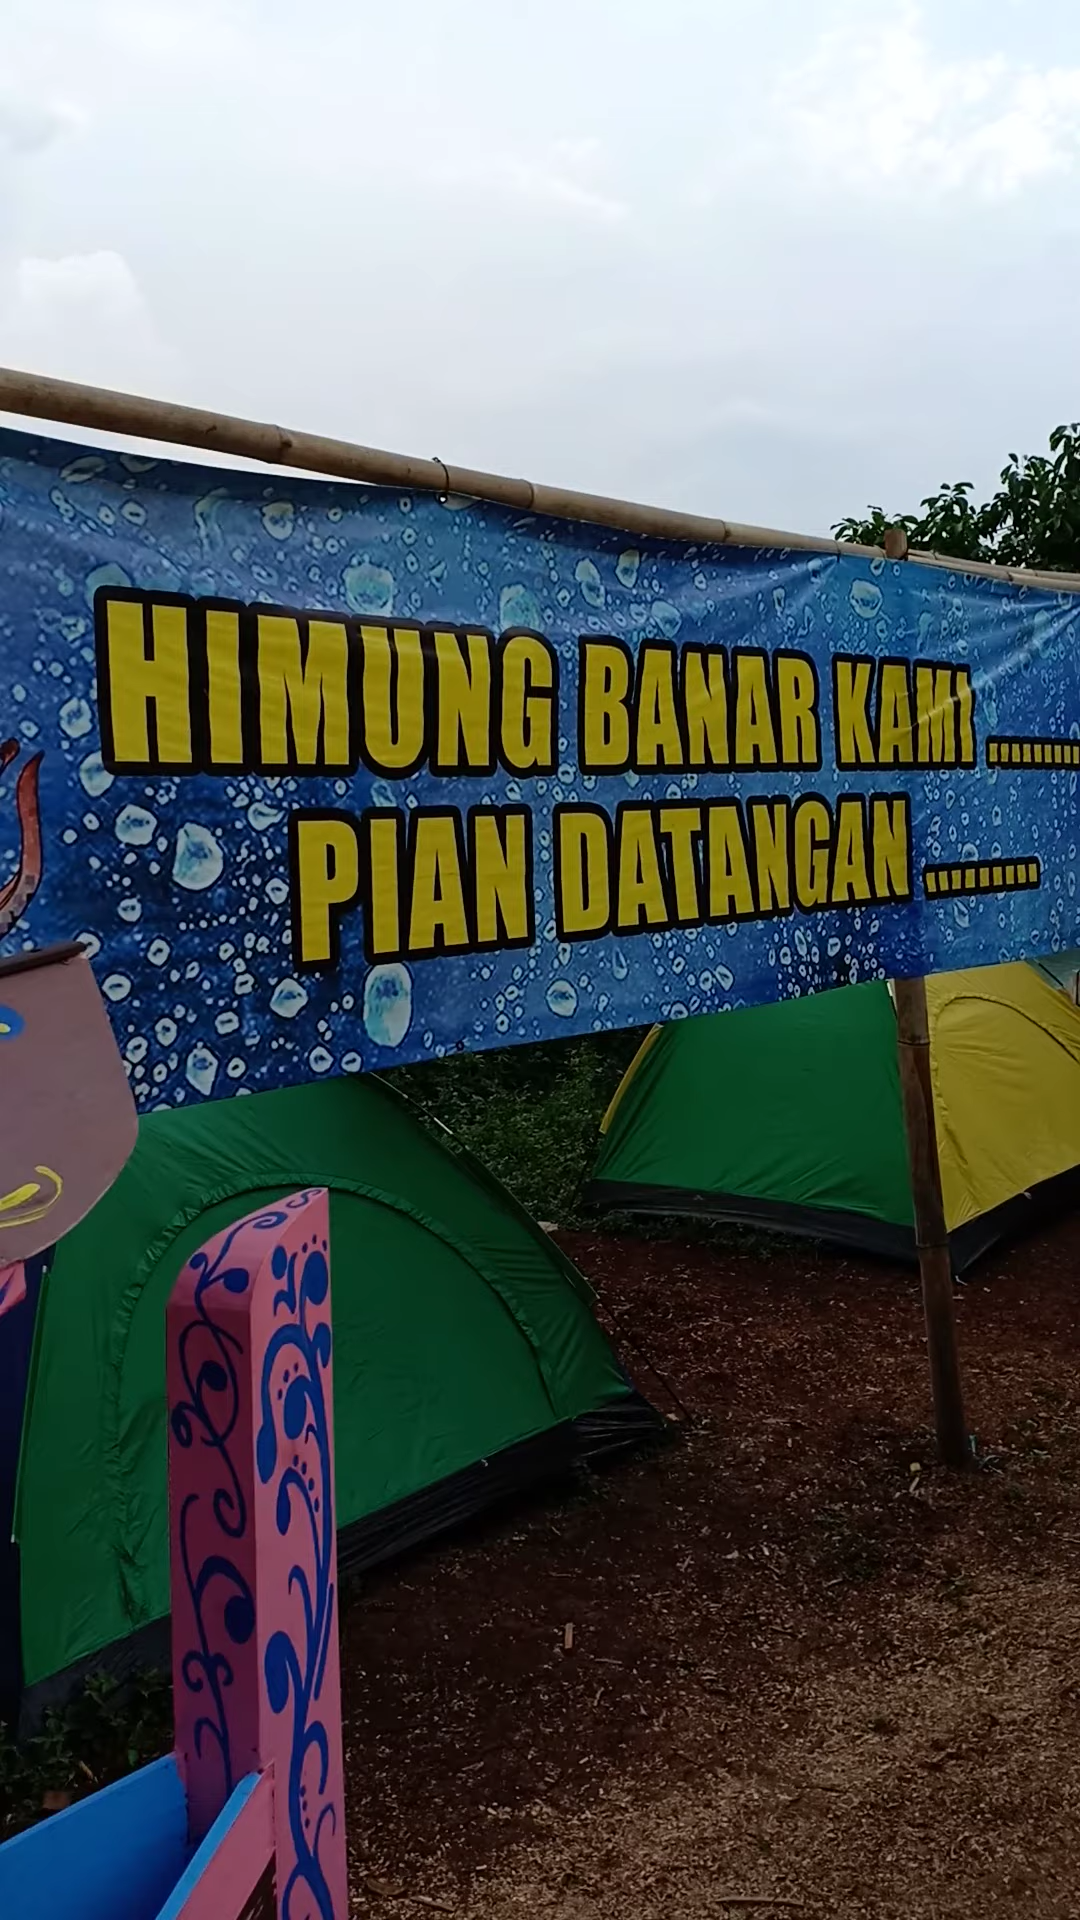 HIMUNG BANAR KAMI .........
PIAN DATANGAN .........